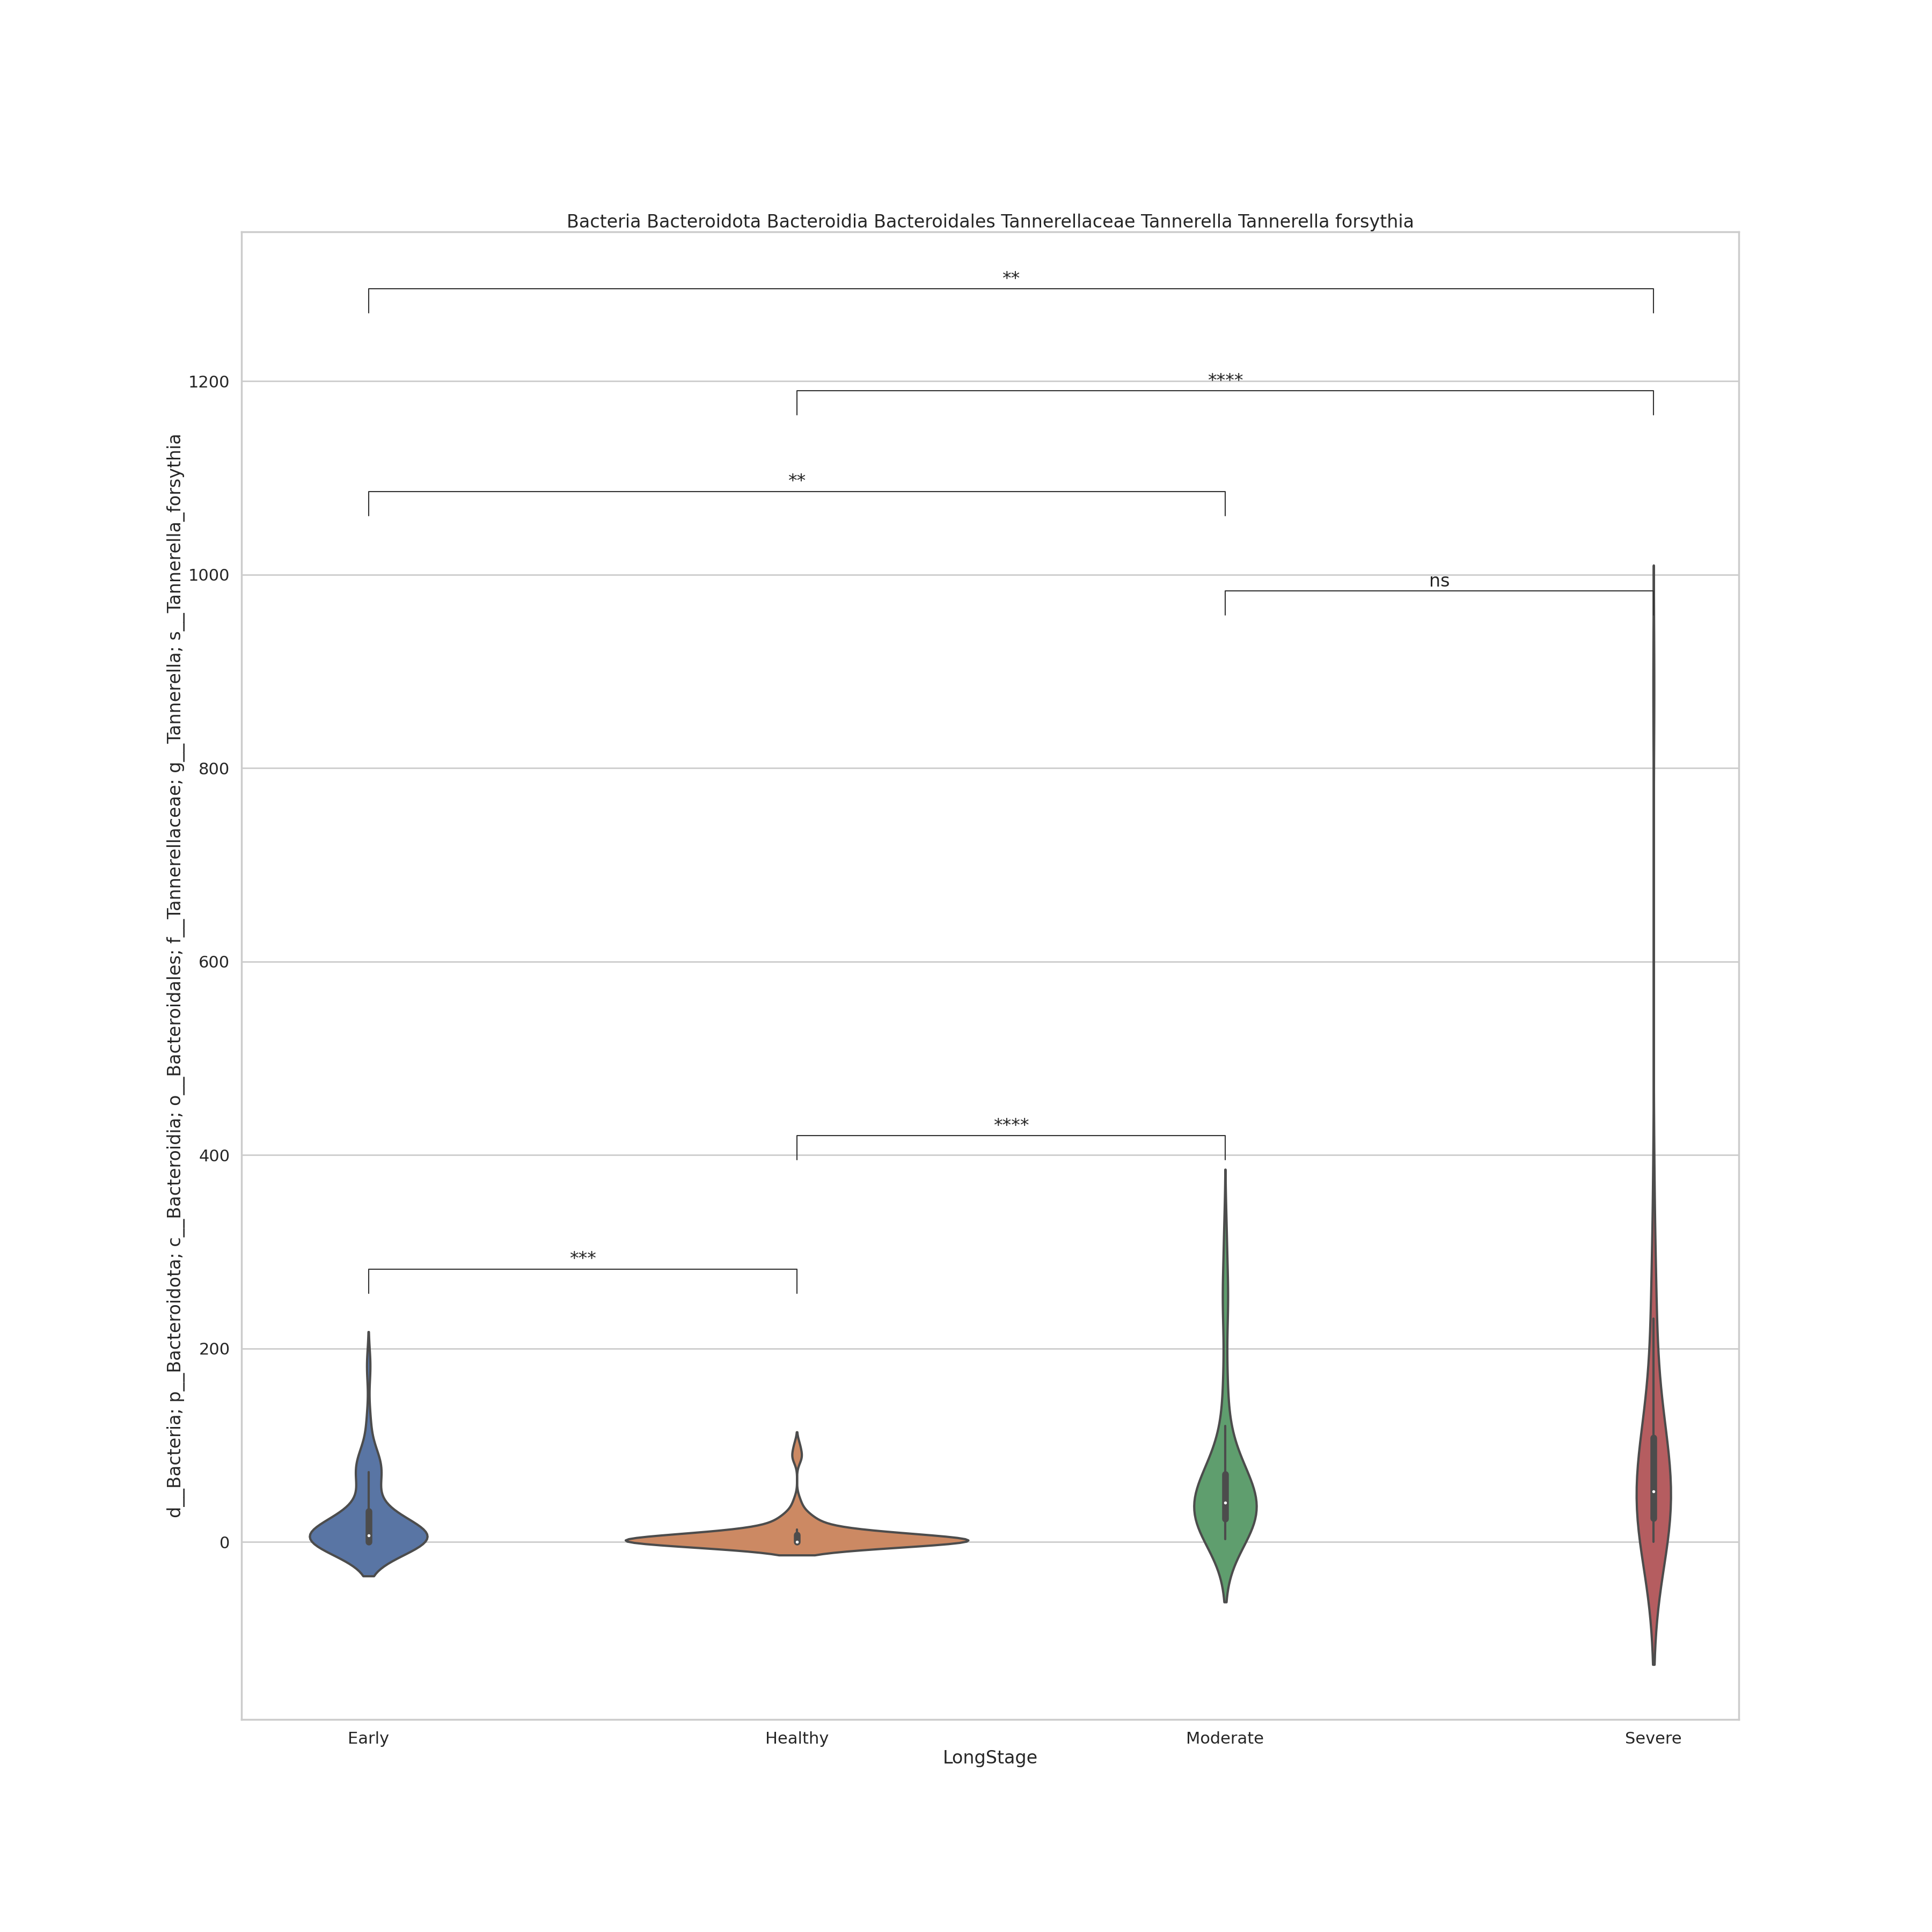 Bacteria Bacteroidota Bacteroidia Bacteroidales Tannerellaceae Tannerella Tannerella forsythia
**
1200
****
**
1000
ns
800
600
400
****
***
200
0
d__Bacteria; p__Bacteroidota; c__Bacteroidia; o__Bacteroidales; f__Tannerellaceae; g__Tannerella; s__Tannerella_forsythia
Early Healthy Moderate Severe
LongStage